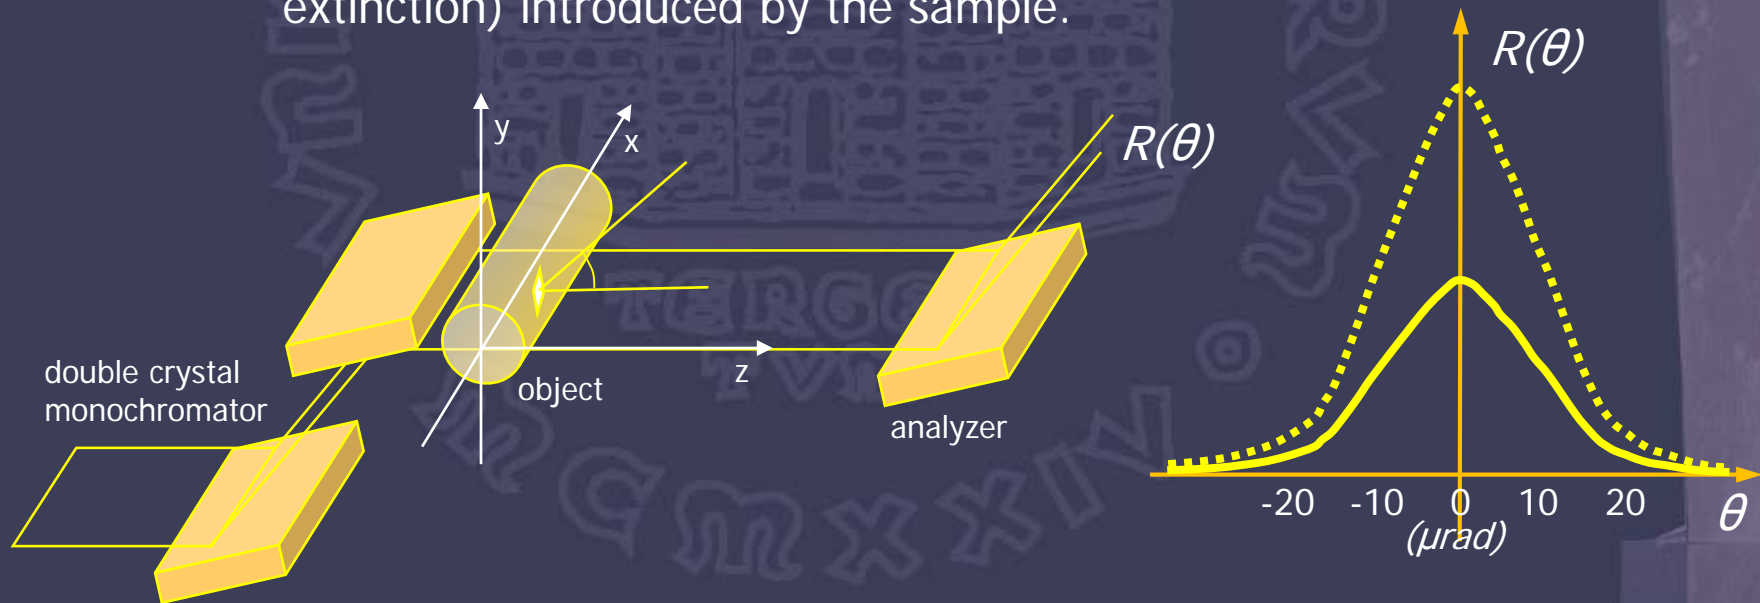 extinction) introduced by the sample.
R(θ)
y
x
R(θ)
double crystal
monochromator
object
z
analyzer
-20 -10 0 10 20
θ
(μrad)